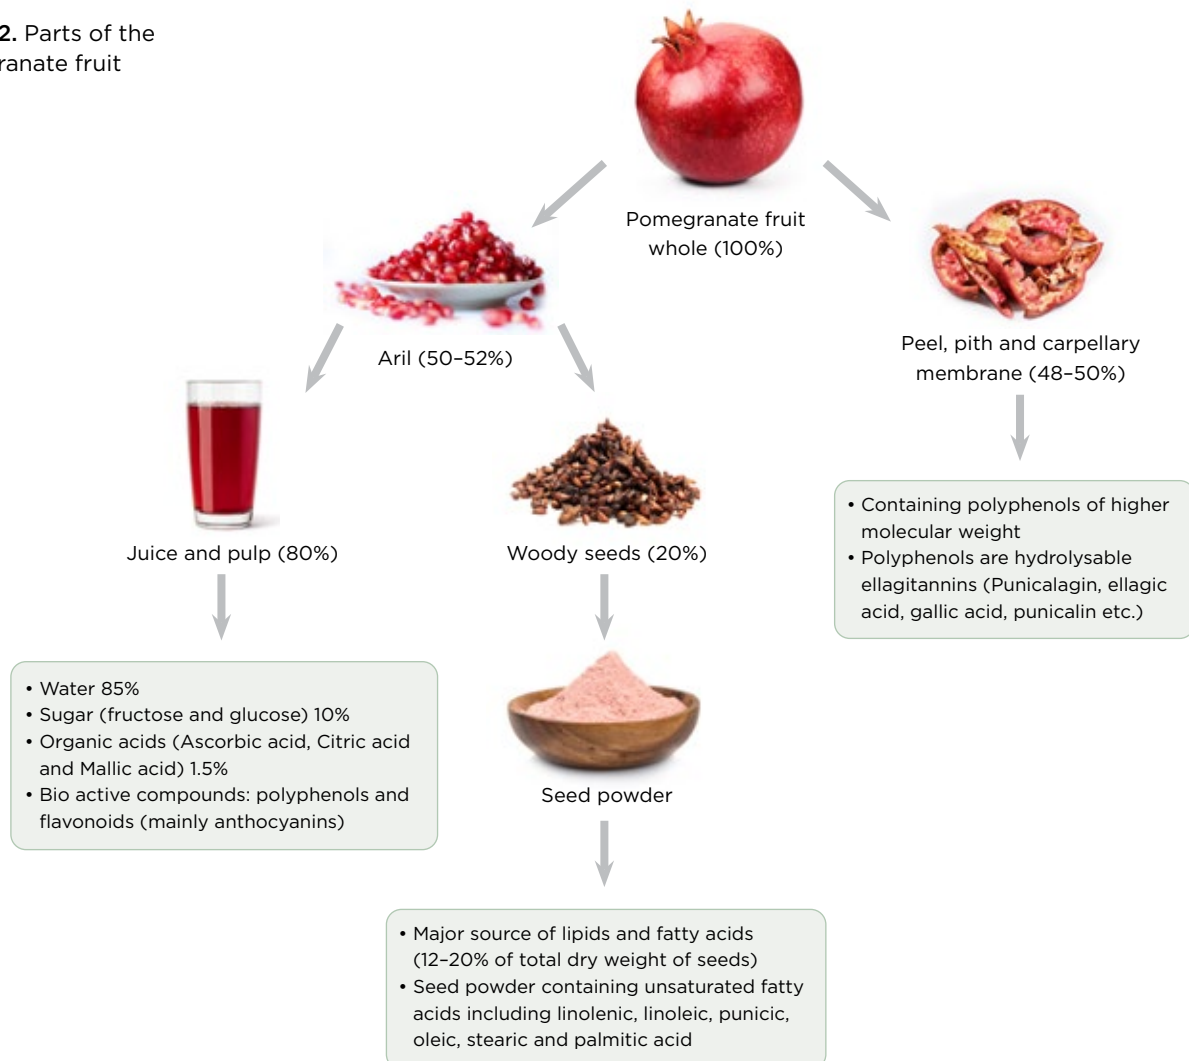 2. Parts of the
ranate fruit
Pomegranate fruit
whole (100%)
Aril (50–52%)
Peel, pith and carpellary
membrane (48–50%)
Juice and pulp (80%)
Woody seeds (20%)
• Containing polyphenols of higher
molecular weight
• Polyphenols are hydrolysable
ellagitannins (Punicalagin, ellagic
acid, gallic acid, punicalin etc.)
• Water 85%
• Sugar (fructose and glucose) 10%
• Organic acids (Ascorbic acid, Citric acid
and Mallic acid) 1.5%
• Bio active compounds: polyphenols and
flavonoids (mainly anthocyanins)
Seed powder
• Major source of lipids and fatty acids
(12–20% of total dry weight of seeds)
• Seed powder containing unsaturated fatty
acids including linolenic, linoleic, punicic,
oleic, stearic and palmitic acid